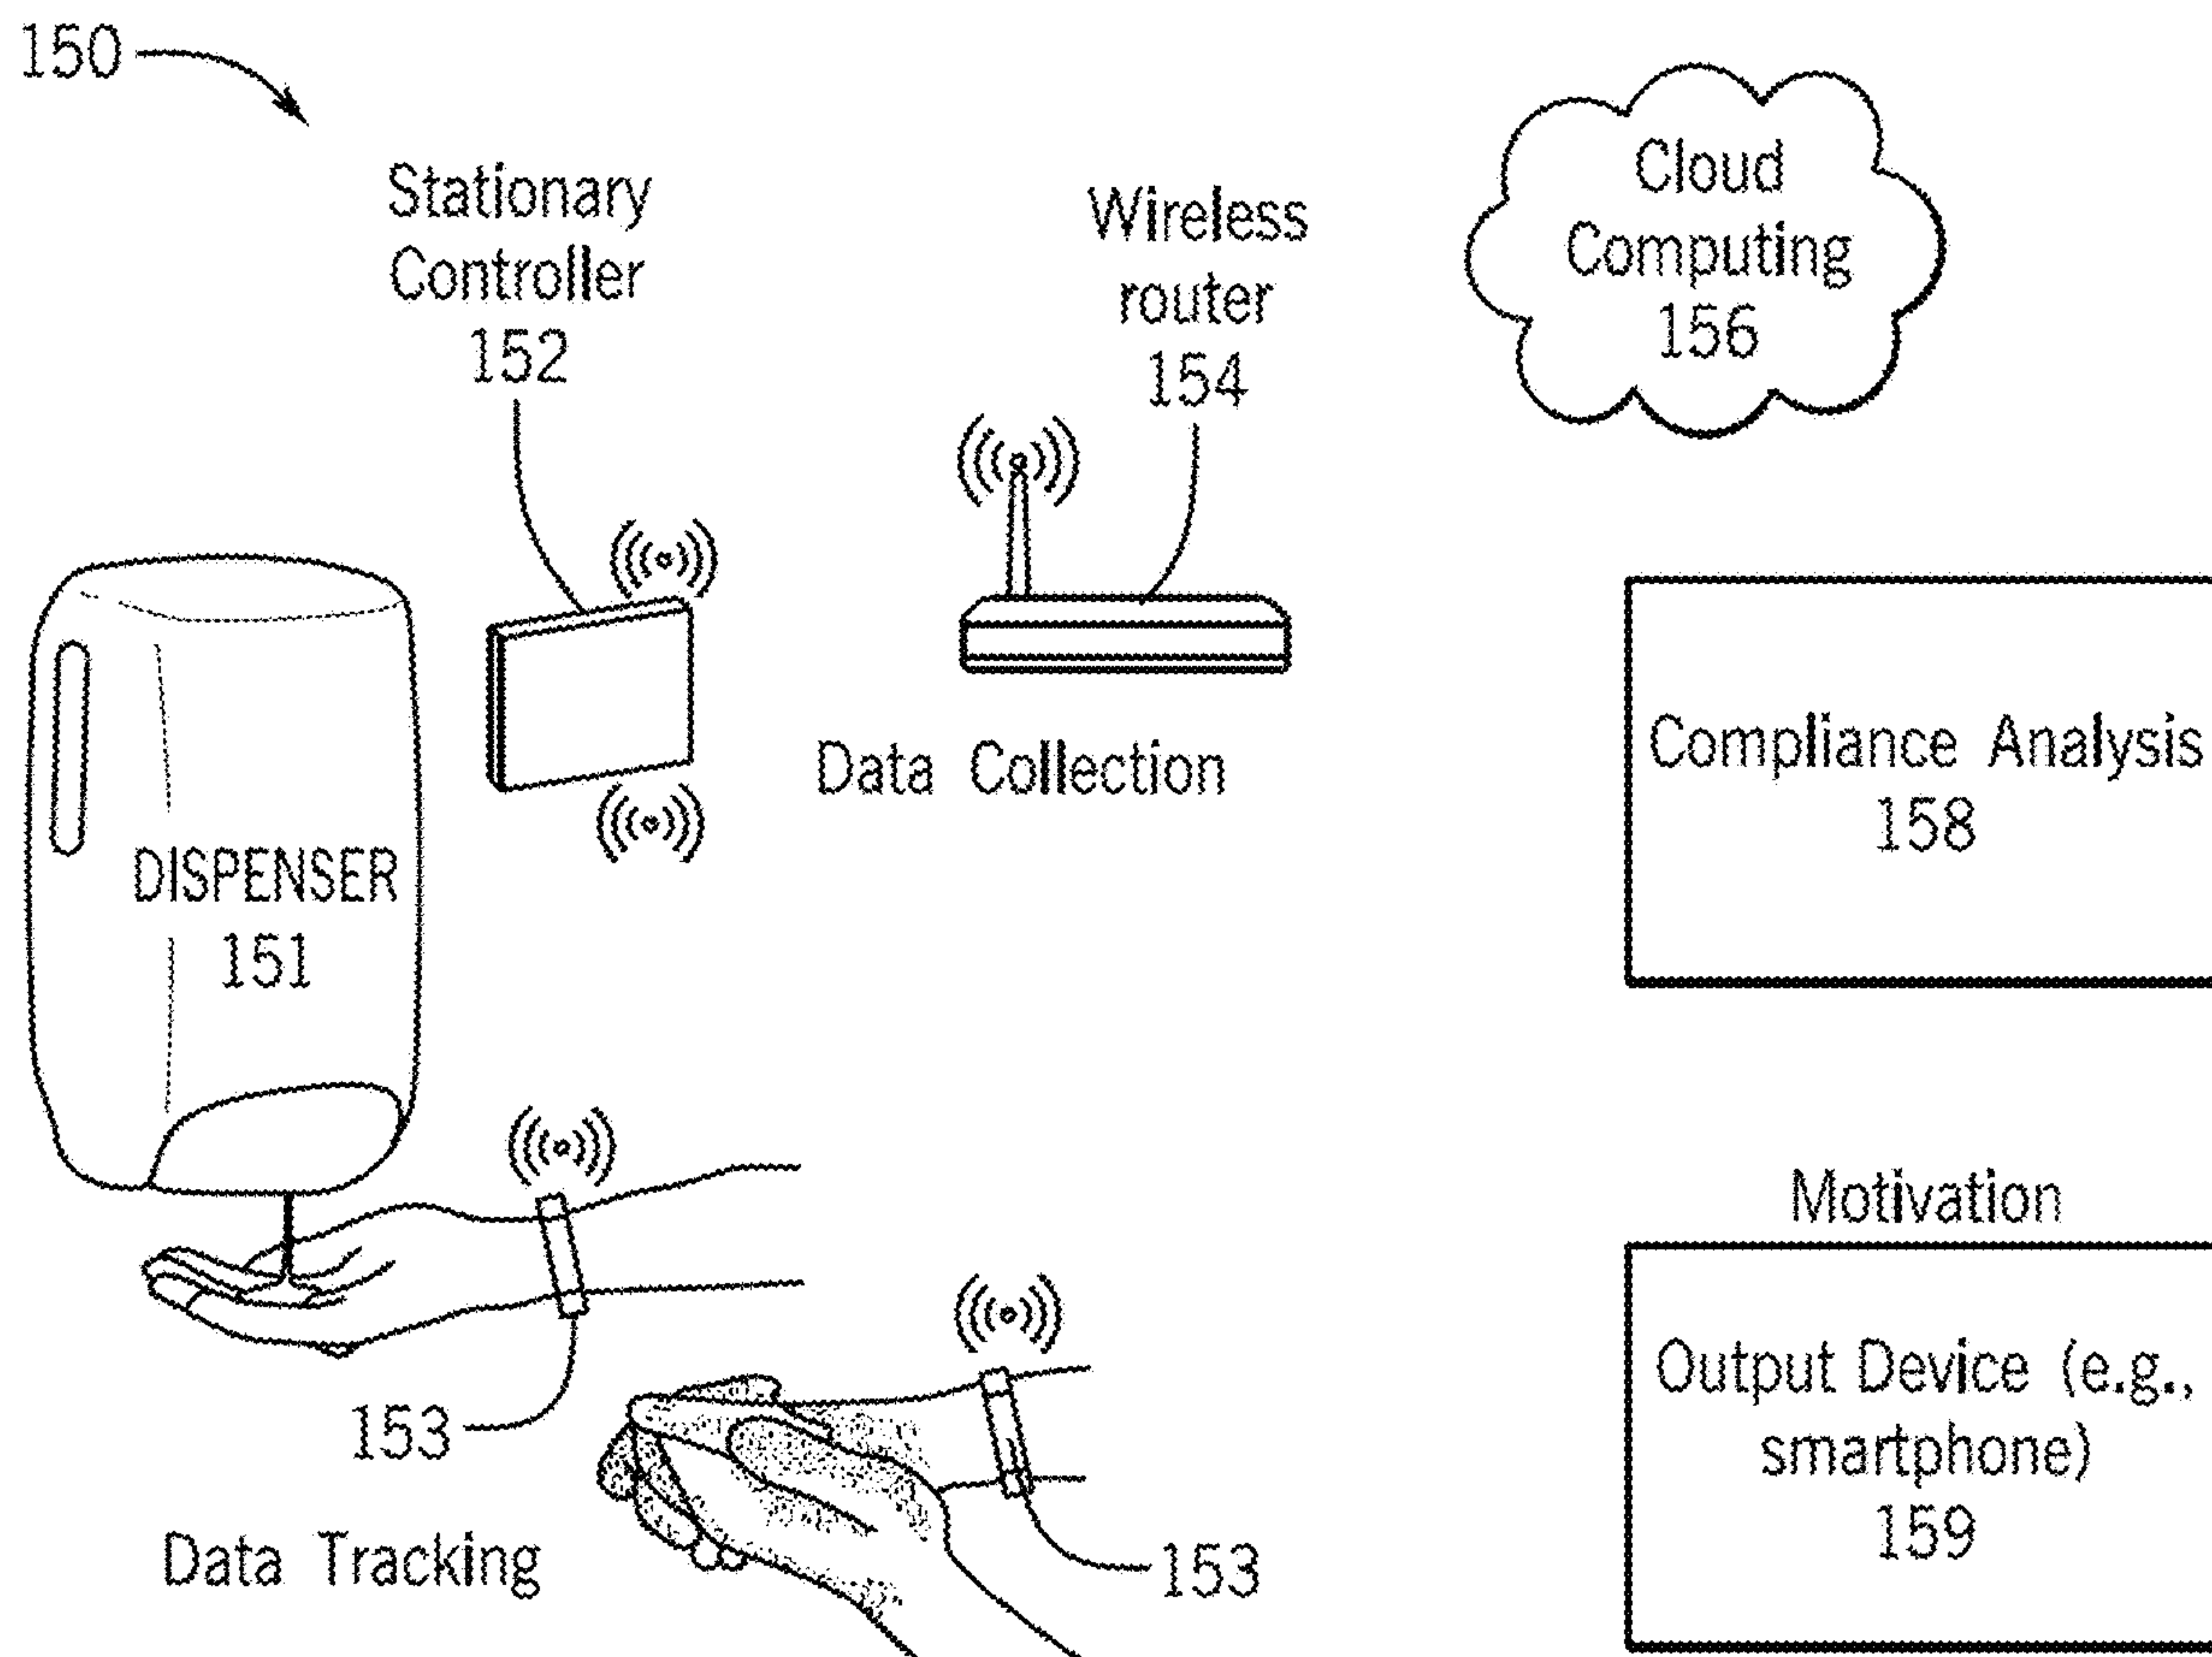 150
Stationary
Controller
152
Wireless
router
154
Cloud
Computing
156
Data Collection
DISPENSER
151
Compliance Analysis
158
153
Data Tracking
153
Motivation
Output Device (e.g.,
smartphone)
159